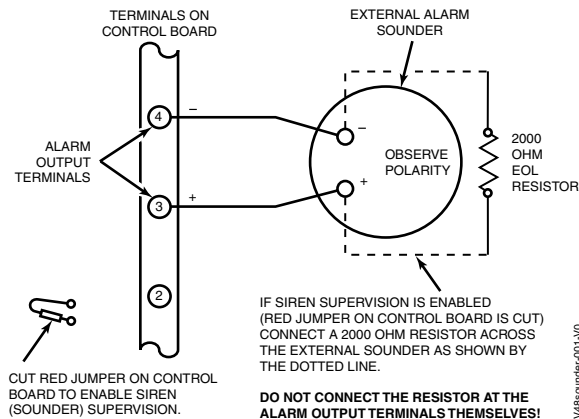 TERMINALS ON
CONTROL BOARD
EXTERNAL ALARM
SOUNDER
4
–
ALARM
OUTPUT
TERMINALS
3
+
2
–
OBSERVE
POLARITY
+
2000
OHM
EOL
RESISTOR
IF SIREN SUPERVISION IS ENABLED
(RED JUMPER ON CONTROL BOARD IS CUT)
CONNECT A 2000 OHM RESISTOR ACROSS
THE EXTERNAL SOUNDER AS SHOWN BY
THE DOTTED LINE.
DO NOT CONNECT THE RESISTOR AT THE
ALARM OUTPUT TERMINALS THEMSELVES!
CUT RED JUMPER ON CONTROL
BOARD TO ENABLE SIREN
(SOUNDER) SUPERVISION.